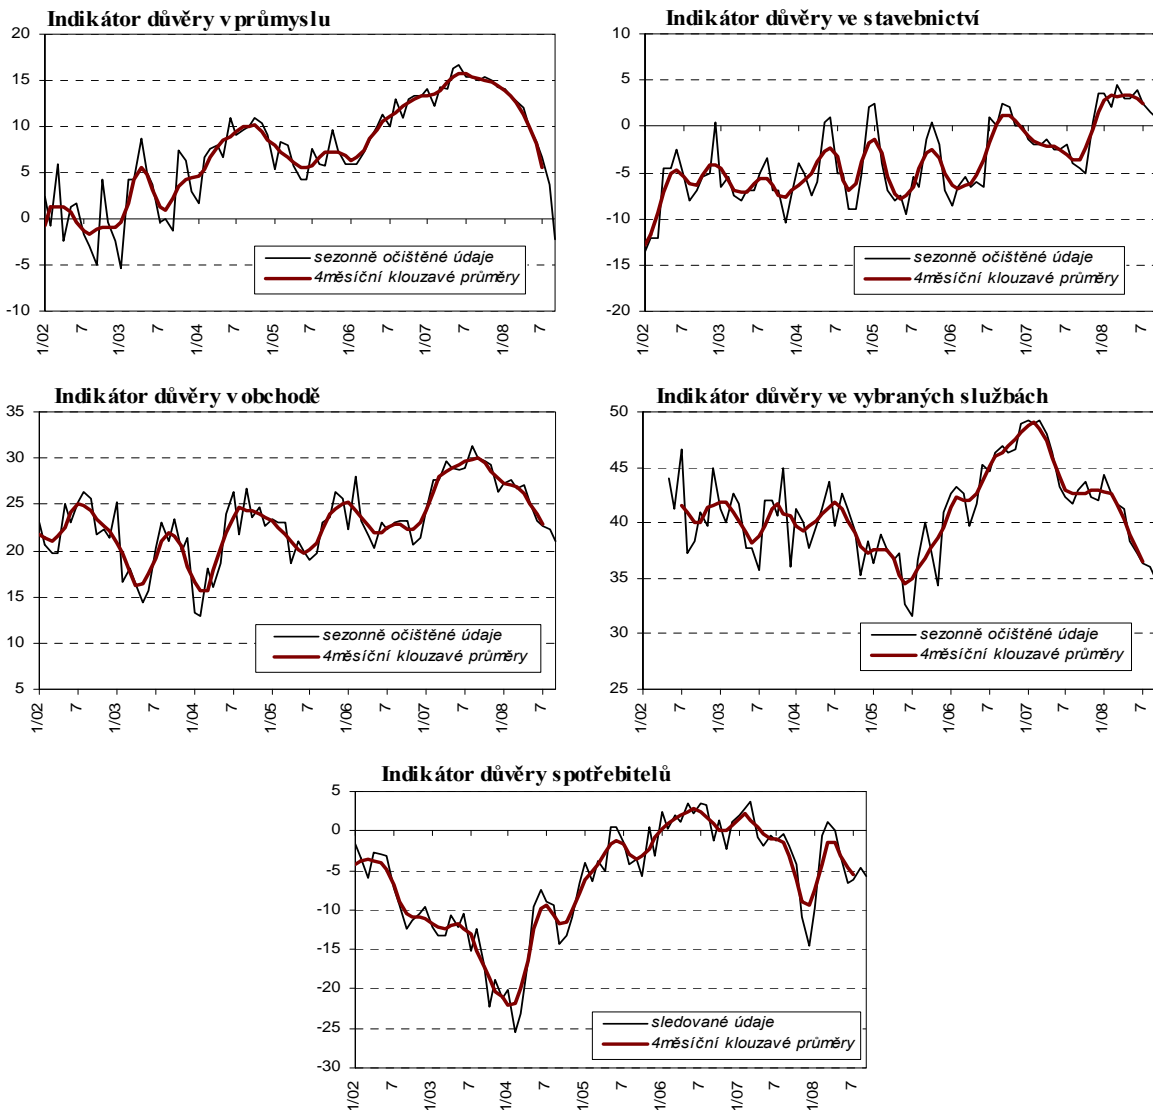 Indikátor důvěry v průmyslu
20
15
10
5
0
-5
-10
sezonně očištěné údaje
4měsíční klouzavé průměry
1/02 7 1/03 7 1/04 7 1/05 7 1/06 7 1/07 7 1/08 7
Indikátor důvěry ve stavebnictví
10
5
0
-5
-10
-15
-20
sezonně očištěné údaje
4měsíční klouzavé průměry
1/02 7 1/03 7 1/04 7 1/05 7 1/06 7 1/07 7 1/08 7
Indikátor důvěry v obchodě
35
30
25
20
15
10
5
sezonně očištěné údaje
4měsíční klouzavé průměry
1/02 7 1/03 7 1/04 7 1/05 7 1/06 7 1/07 7 1/08 7
Indikátor důvěry ve vybraných službách
50
45
40
35
30
25
sezonně očištěné údaje
4měsíční klouzavé průměry
1/02 7 1/03 7 1/04 7 1/05 7 1/06 7 1/07 7 1/08 7
Indikátor důvěry spotřebitelů
5
0
-5
-10
-15
-20
-25
-30
sledované údaje
4měsíční klouzavé průměry
1/02 7 1/03 7 1/04 7 1/05 7 1/06 7 1/07 7 1/08 7